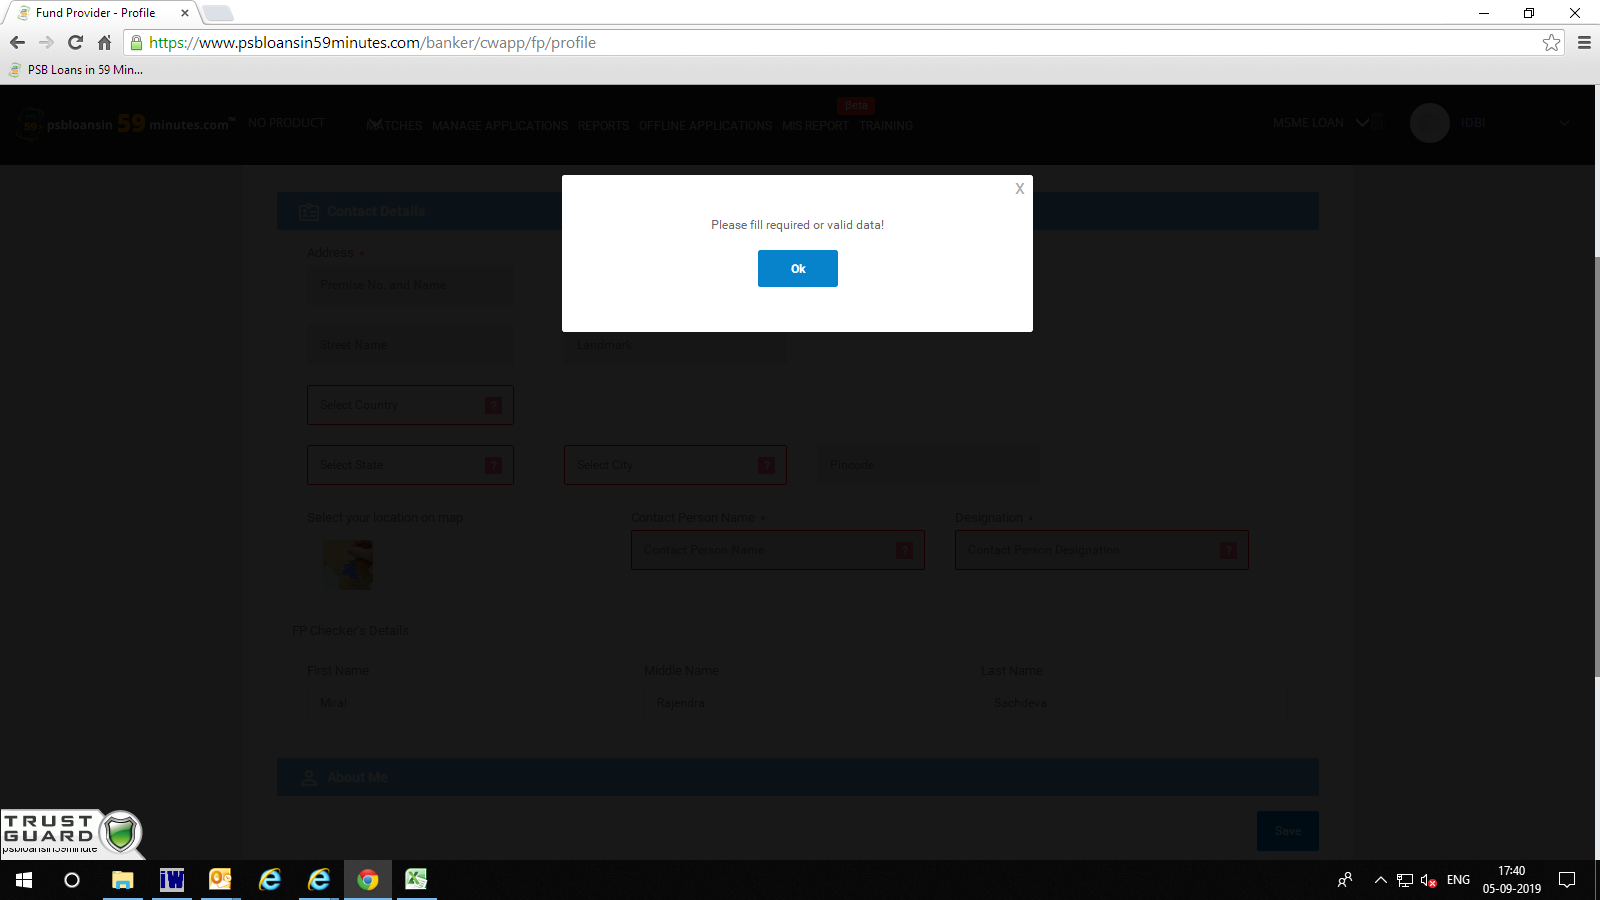 Fund Provider - Profile
https://www.psbloansin59minutes.com/banker/cwapp/fp/profile
PSB Loans in 59 Min...
Beta
59 psbloansin 59 minutes.com™ NO PRODUCT MATCHES MANAGE APPLICATIONS REPORTS OFFLINE APPLICATIONS MIS REPORT TRAINING MSME LOAN IDBI
X
Please fill required or valid data!
Ok
Contact Details
Address *
Premise No. and Name
Street Name Landmark
Select Country ?
Select State ? Select City ? Pincode
Select your location on map Contact Person Name * Designation *
Contact Person Name ? Contact Person Designation ?
FP Checker's Details
First Name Middle Name Last Name
Miral Rajendra Sachdeva
About Me
Save
TRUST
GUARD
psbloansin59minute
ENG
17:40
05-09-2019